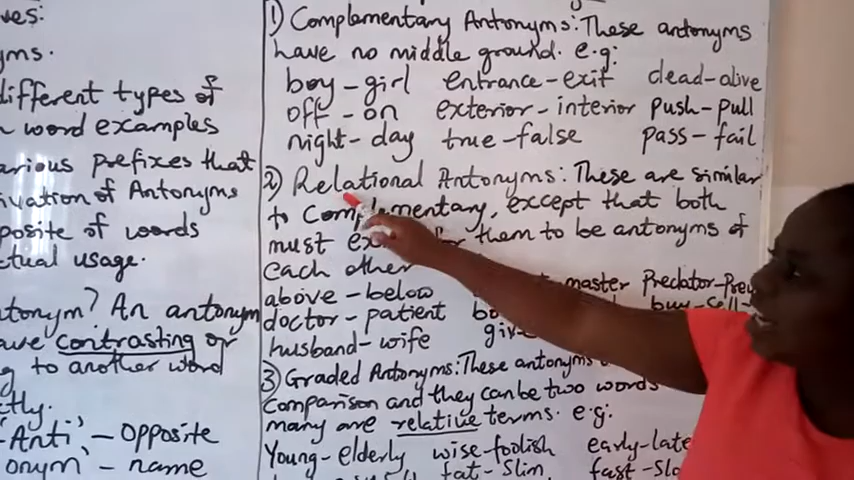 ves:
yms.
different types of
word examples
arious prefixes that
ivation of Antonyms
posite of words
ctual usage.
tonym? An antonym
ave contrasting or
g to another word
tly.
'Anti' - Opposite
'onym' - name
1) Complementary Antonyms: These antonyms
have no middle ground. e.g:
boy - girl entrance - exit dead - alive
off - on exterior - interior push - pull
night - day true - false pass - fail
2) Relational Antonyms: These are similar
to Complementary, except that both
must for them to be antonyms of
each other
above - below master Predator - Prey
doctor - patient buy - Sell
husband - wife giv
3) Graded Antonyms: These antonyms
Comparison and they can be two words
many are relative terms. e.g:
Young - elderly wise - foolish early - late
fat - Slim fast - Slo